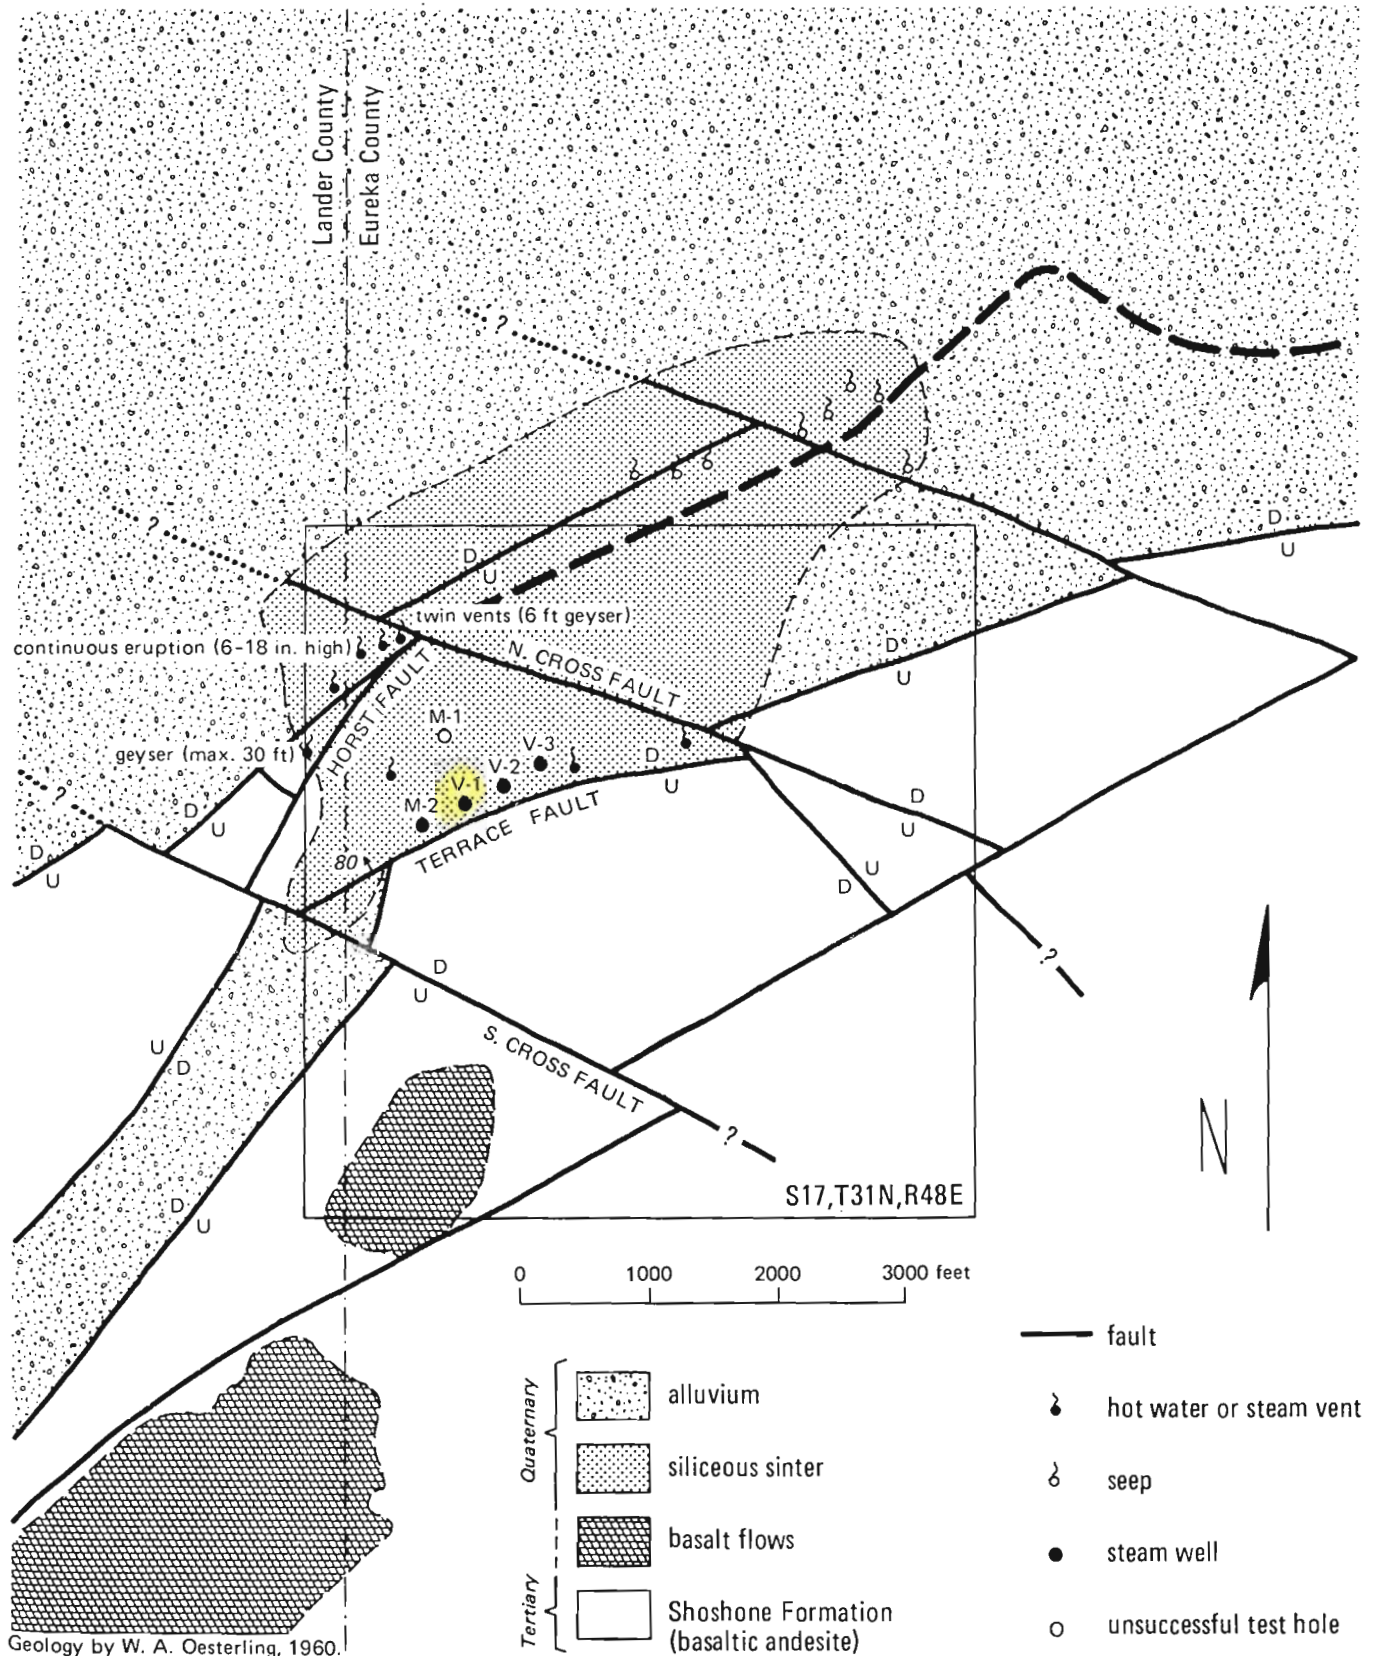 Lander County
Eureka County
?
?
D
U
D
U
twin vents (6 ft geyser)
continuous eruption (6-18 in. high)
N. CROSS FAULT
D
U
HORST FAULT
M-1
geyser (max. 30 ft)
V-3
D
U
V-2
V-1
M-2
?
D
U
TERRACE FAULT
D
U
D
U
80
U
D
?
D
U
S. CROSS FAULT
U
D
?
N
S17,T31N,R48E
D
U
0 1000 2000 3000 feet
fault
Quaternary
alluvium
hot water or steam vent
siliceous sinter
seep
basalt flows
steam well
Tertiary
Shoshone Formation
(basaltic andesite)
unsuccessful test hole
Geology by W. A. Oesterling, 1960.